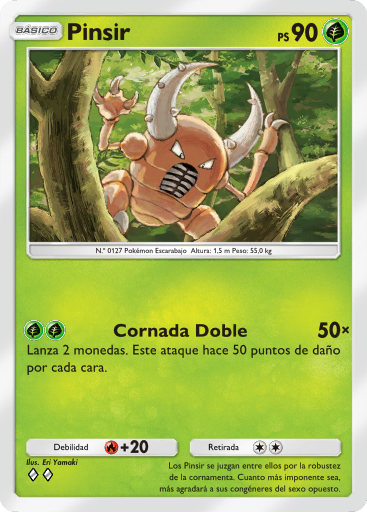 BÁSICO Pinsir PS 90
N.º 0127 Pokémon Escarabajo Altura: 1,5 m Peso: 55,0 kg
Cornada Doble 50×
Lanza 2 monedas. Este ataque hace 50 puntos de daño
por cada cara.
Debilidad +20 Retirada
Ilus. Eri Yamaki
Los Pinsir se juzgan entre ellos por la robustez
de la cornamenta. Cuanto más imponente sea,
más agradará a sus congéneres del sexo opuesto.